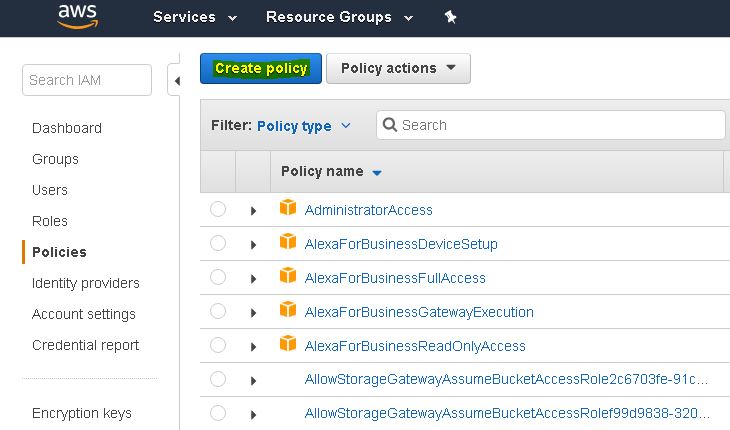 aws
Services
Resource Groups
Search IAM
Dashboard
Groups
Users
Roles
Policies
Identity providers
Account settings
Credential report
Encryption keys
Create policy
Policy actions
Filter: Policy type
Search
Policy name
AdministratorAccess
AlexaForBusinessDeviceSetup
AlexaForBusinessFullAccess
AlexaForBusinessGatewayExecution
AlexaForBusinessReadOnlyAccess
AllowStorageGatewayAssumeBucketAccessRole2c6703fe-91c...
AllowStorageGatewayAssumeBucketAccessRolef99d9838-320...